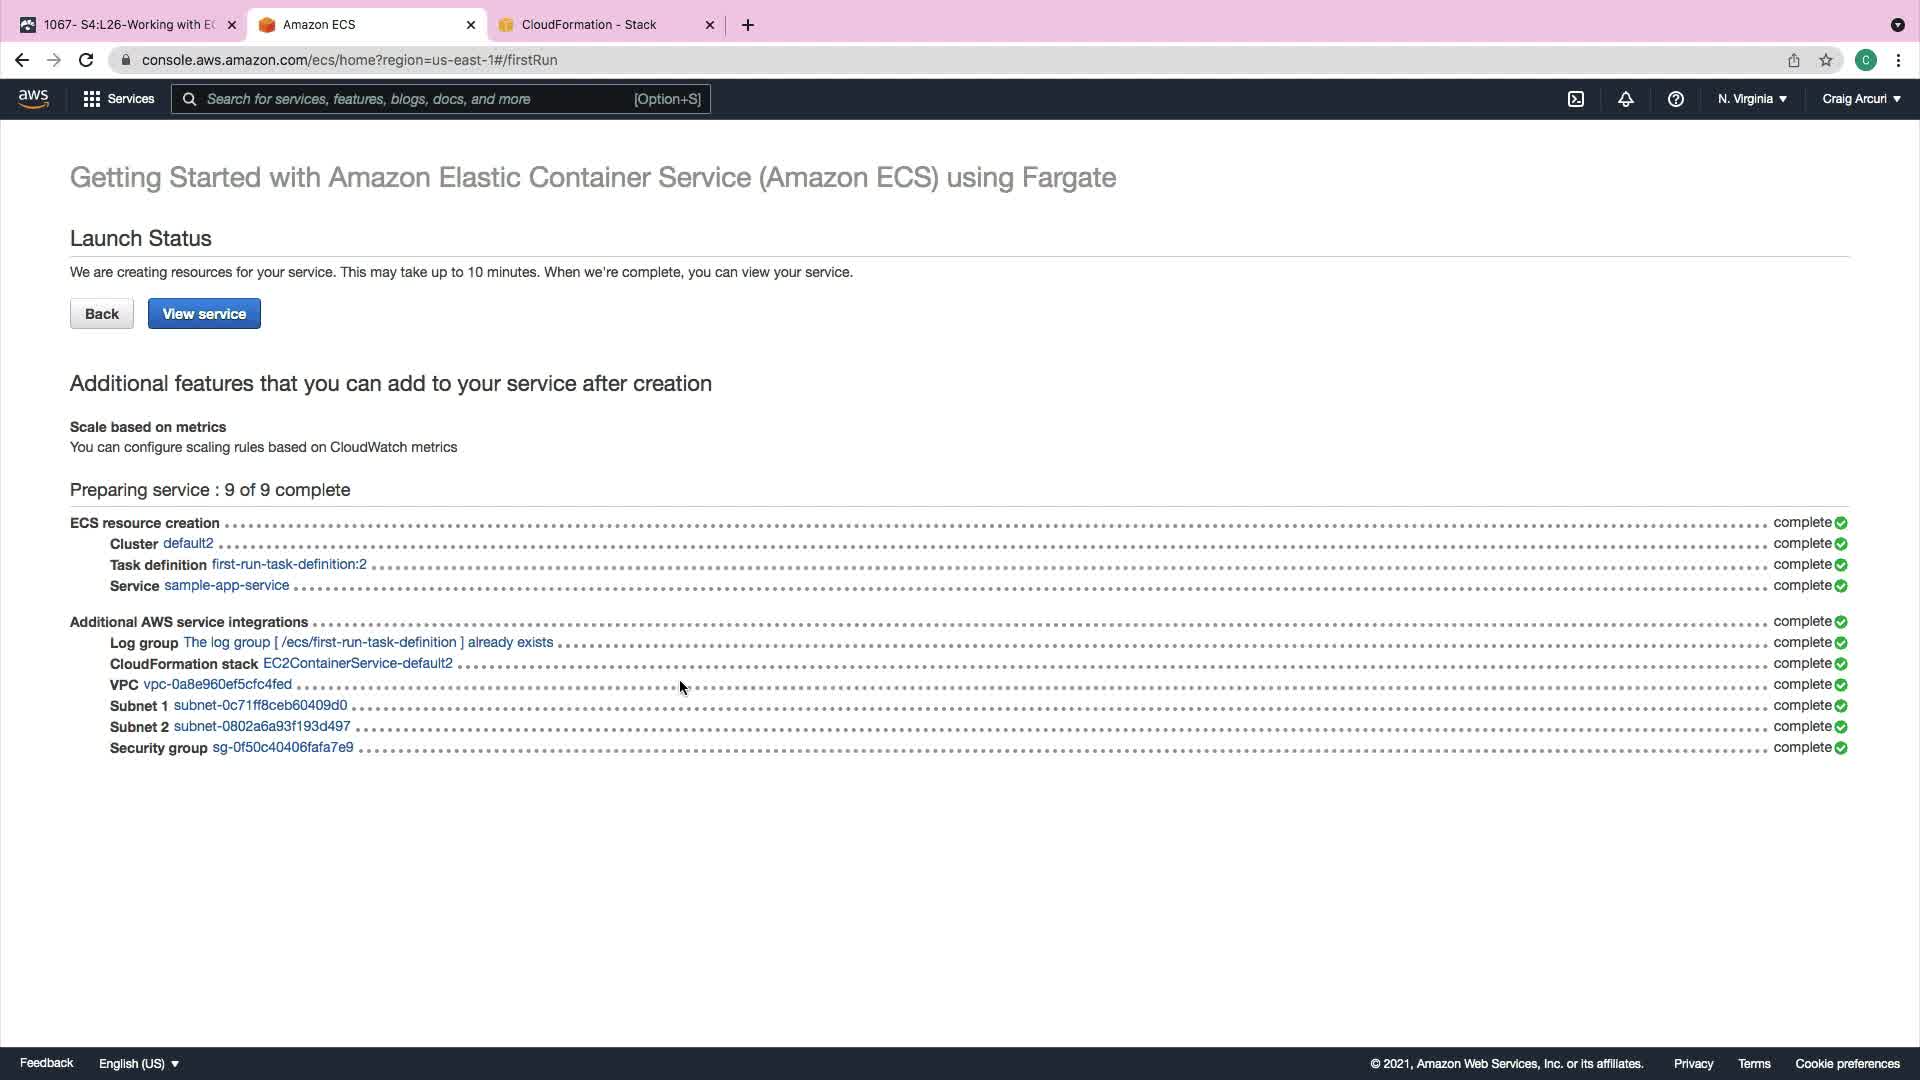 1067- S4:L26-Working with EC
Amazon ECS
CloudFormation - Stack
console.aws.amazon.com/ecs/home?region=us-east-1#/firstRun
C
aws
Services
Search for services, features, blogs, docs, and more
[Option+S]
N. Virginia
Craig Arcuri
Getting Started with Amazon Elastic Container Service (Amazon ECS) using Fargate
Launch Status
We are creating resources for your service. This may take up to 10 minutes. When we're complete, you can view your service.
Back
View service
Additional features that you can add to your service after creation
Scale based on metrics
You can configure scaling rules based on CloudWatch metrics
Preparing service : 9 of 9 complete
ECS resource creation complete
Cluster default2 complete
Task definition first-run-task-definition:2 complete
Service sample-app-service complete
Additional AWS service integrations complete
Log group The log group [ /ecs/first-run-task-definition ] already exists complete
CloudFormation stack EC2ContainerService-default2 complete
VPC vpc-0a8e960ef5cfc4fed complete
Subnet 1 subnet-0c71ff8ceb60409d0 complete
Subnet 2 subnet-0802a6a93f193d497 complete
Security group sg-0f50c40406fafa7e9 complete
Feedback
English (US)
© 2021, Amazon Web Services, Inc. or its affiliates.
Privacy
Terms
Cookie preferences